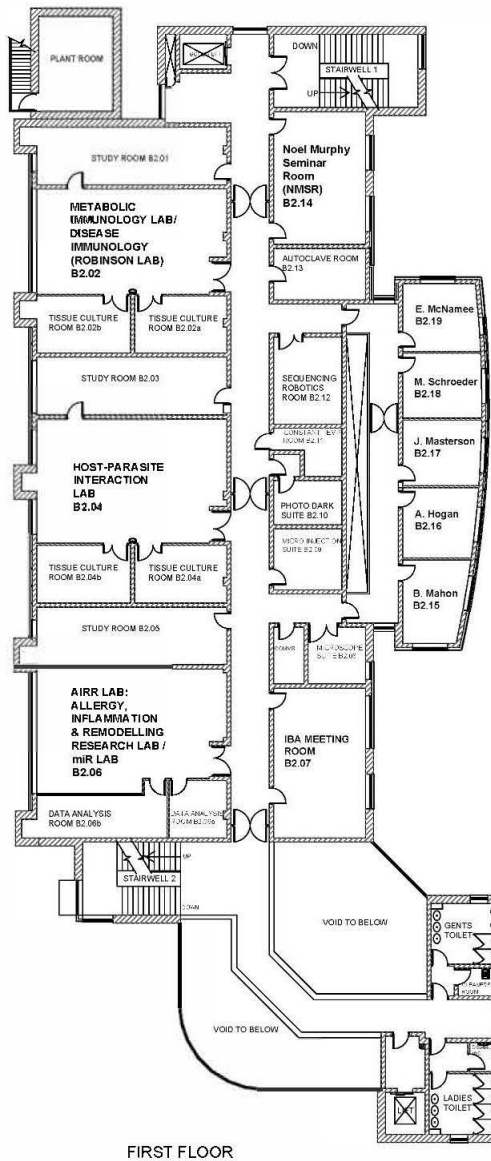 PLANT ROOM
DOWN
STAIRWELL 1
UP
STUDY ROOM B2.01
Noel Murphy
Seminar
Room
(NMSR)
B2.14
METABOLIC
IMMUNOLOGY LAB/
DISEASE
IMMUNOLOGY
(ROBINSON LAB)
B2.02
AUTOCLAVE ROOM
B2.13
TISSUE CULTURE
ROOM B2.02b
TISSUE CULTURE
ROOM B2.02a
E. McNamee
B2.19
STUDY ROOM B2.03
SEQUENCING
ROBOTICS
ROOM B2.12
M. Schroeder
B2.18
CONSTANT TEMP
ROOM B2.11
J. Masterson
B2.17
HOST-PARASITE
INTERACTION
LAB
B2.04
PHOTO DARK
SUITE B2.10
A. Hogan
B2.16
MICRO INJECTION
SUITE B2.09
TISSUE CULTURE
ROOM B2.04b
TISSUE CULTURE
ROOM B2.04a
B. Mahon
B2.15
STUDY ROOM B2.05
COMMS
MICROSCOPE
SUITE B2.08
AIRR LAB:
ALLERGY,
INFLAMMATION
& REMODELLING
RESEARCH LAB /
miR LAB
B2.06
IBA MEETING
ROOM
B2.07
DATA ANALYSIS
ROOM B2.06b
DATA ANALYSIS
ROOM B2.06a
UP
STAIRWELL 2
DOWN
VOID TO BELOW
GENTS
TOILET
ROOM
VOID TO BELOW
LIFT
LADIES
TOILET
FIRST FLOOR